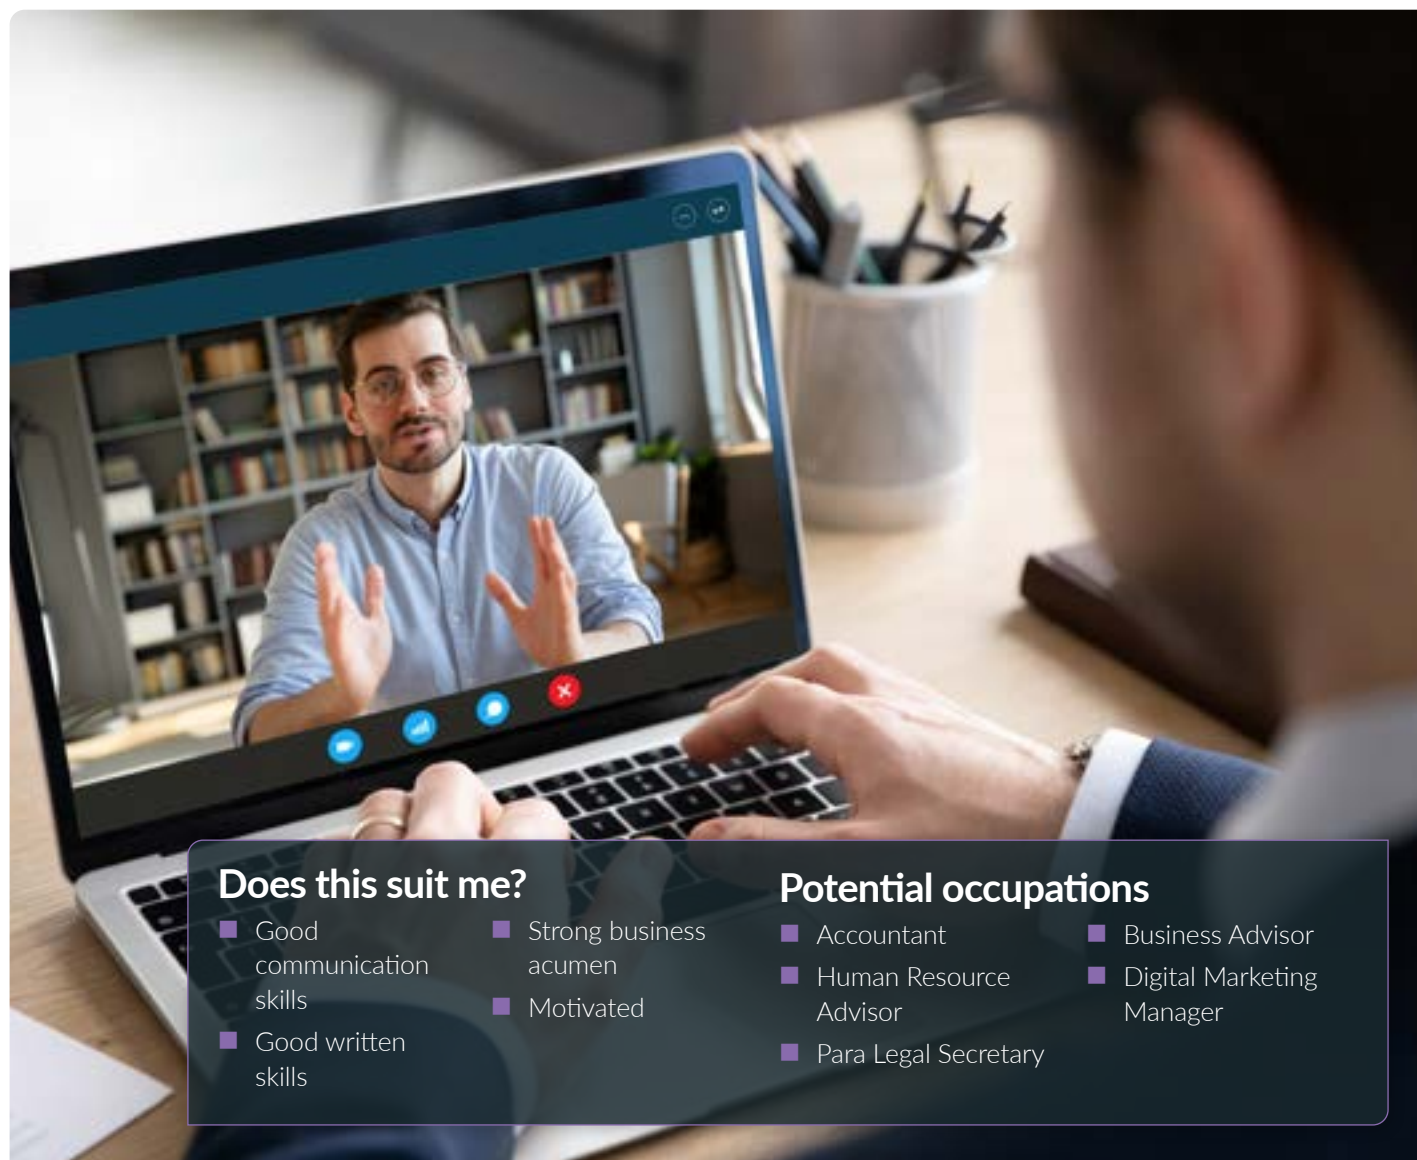 Does this suit me?
Good
communication
skills
Good written
skills
Strong business
acumen
Motivated
Potential occupations
Accountant
Human Resource
Advisor
Para Legal Secretary
Business Advisor
Digital Marketing
Manager